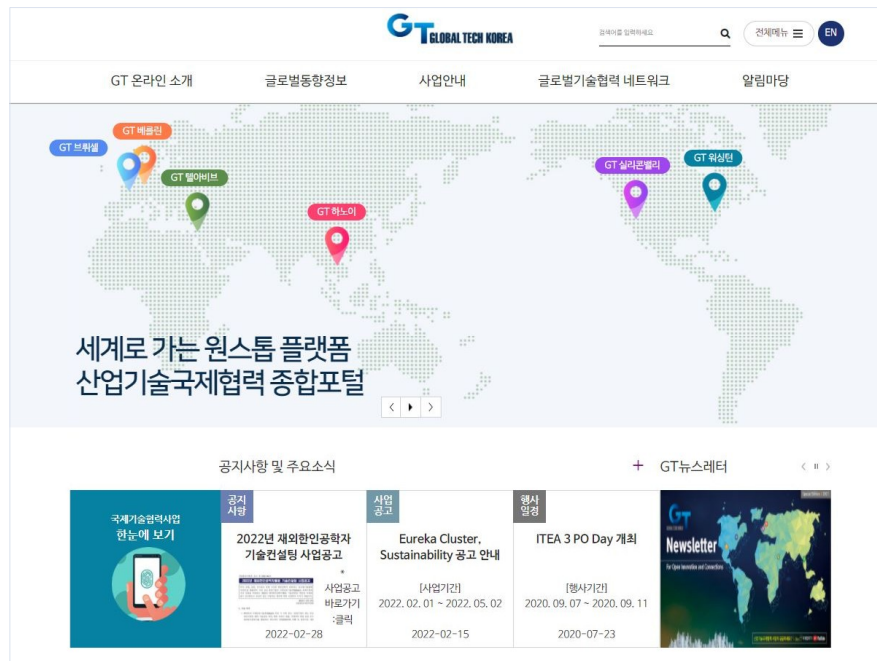 GT GLOBAL TECH KOREA
검색어를 입력하세요
전체메뉴
EN
GT 온라인 소개
글로벌동향정보
사업안내
글로벌기술협력 네트워크
알림마당
GT 베를린
GT 브뤼셀
GT 텔아비브
GT 하노이
GT 실리콘밸리
GT 워싱턴
세계로 가는 원스톱 플랫폼
산업기술국제협력 종합포털
공지사항 및 주요소식
GT뉴스레터
국제기술협력사업
한눈에 보기
공지
사항
2022년 재외한인공학자
기술컨설팅 사업공고
사업공고
바로가기
:클릭
2022-02-28
사업
공고
Eureka Cluster,
Sustainability 공고 안내
[사업기간]
2022. 02. 01 ~ 2022. 05. 02
2022-02-15
행사
일정
ITEA 3 PO Day 개최
[행사기간]
2020. 09. 07 ~ 2020. 09. 11
2020-07-23
GT
Newsletter
For Open Innovation and Connections